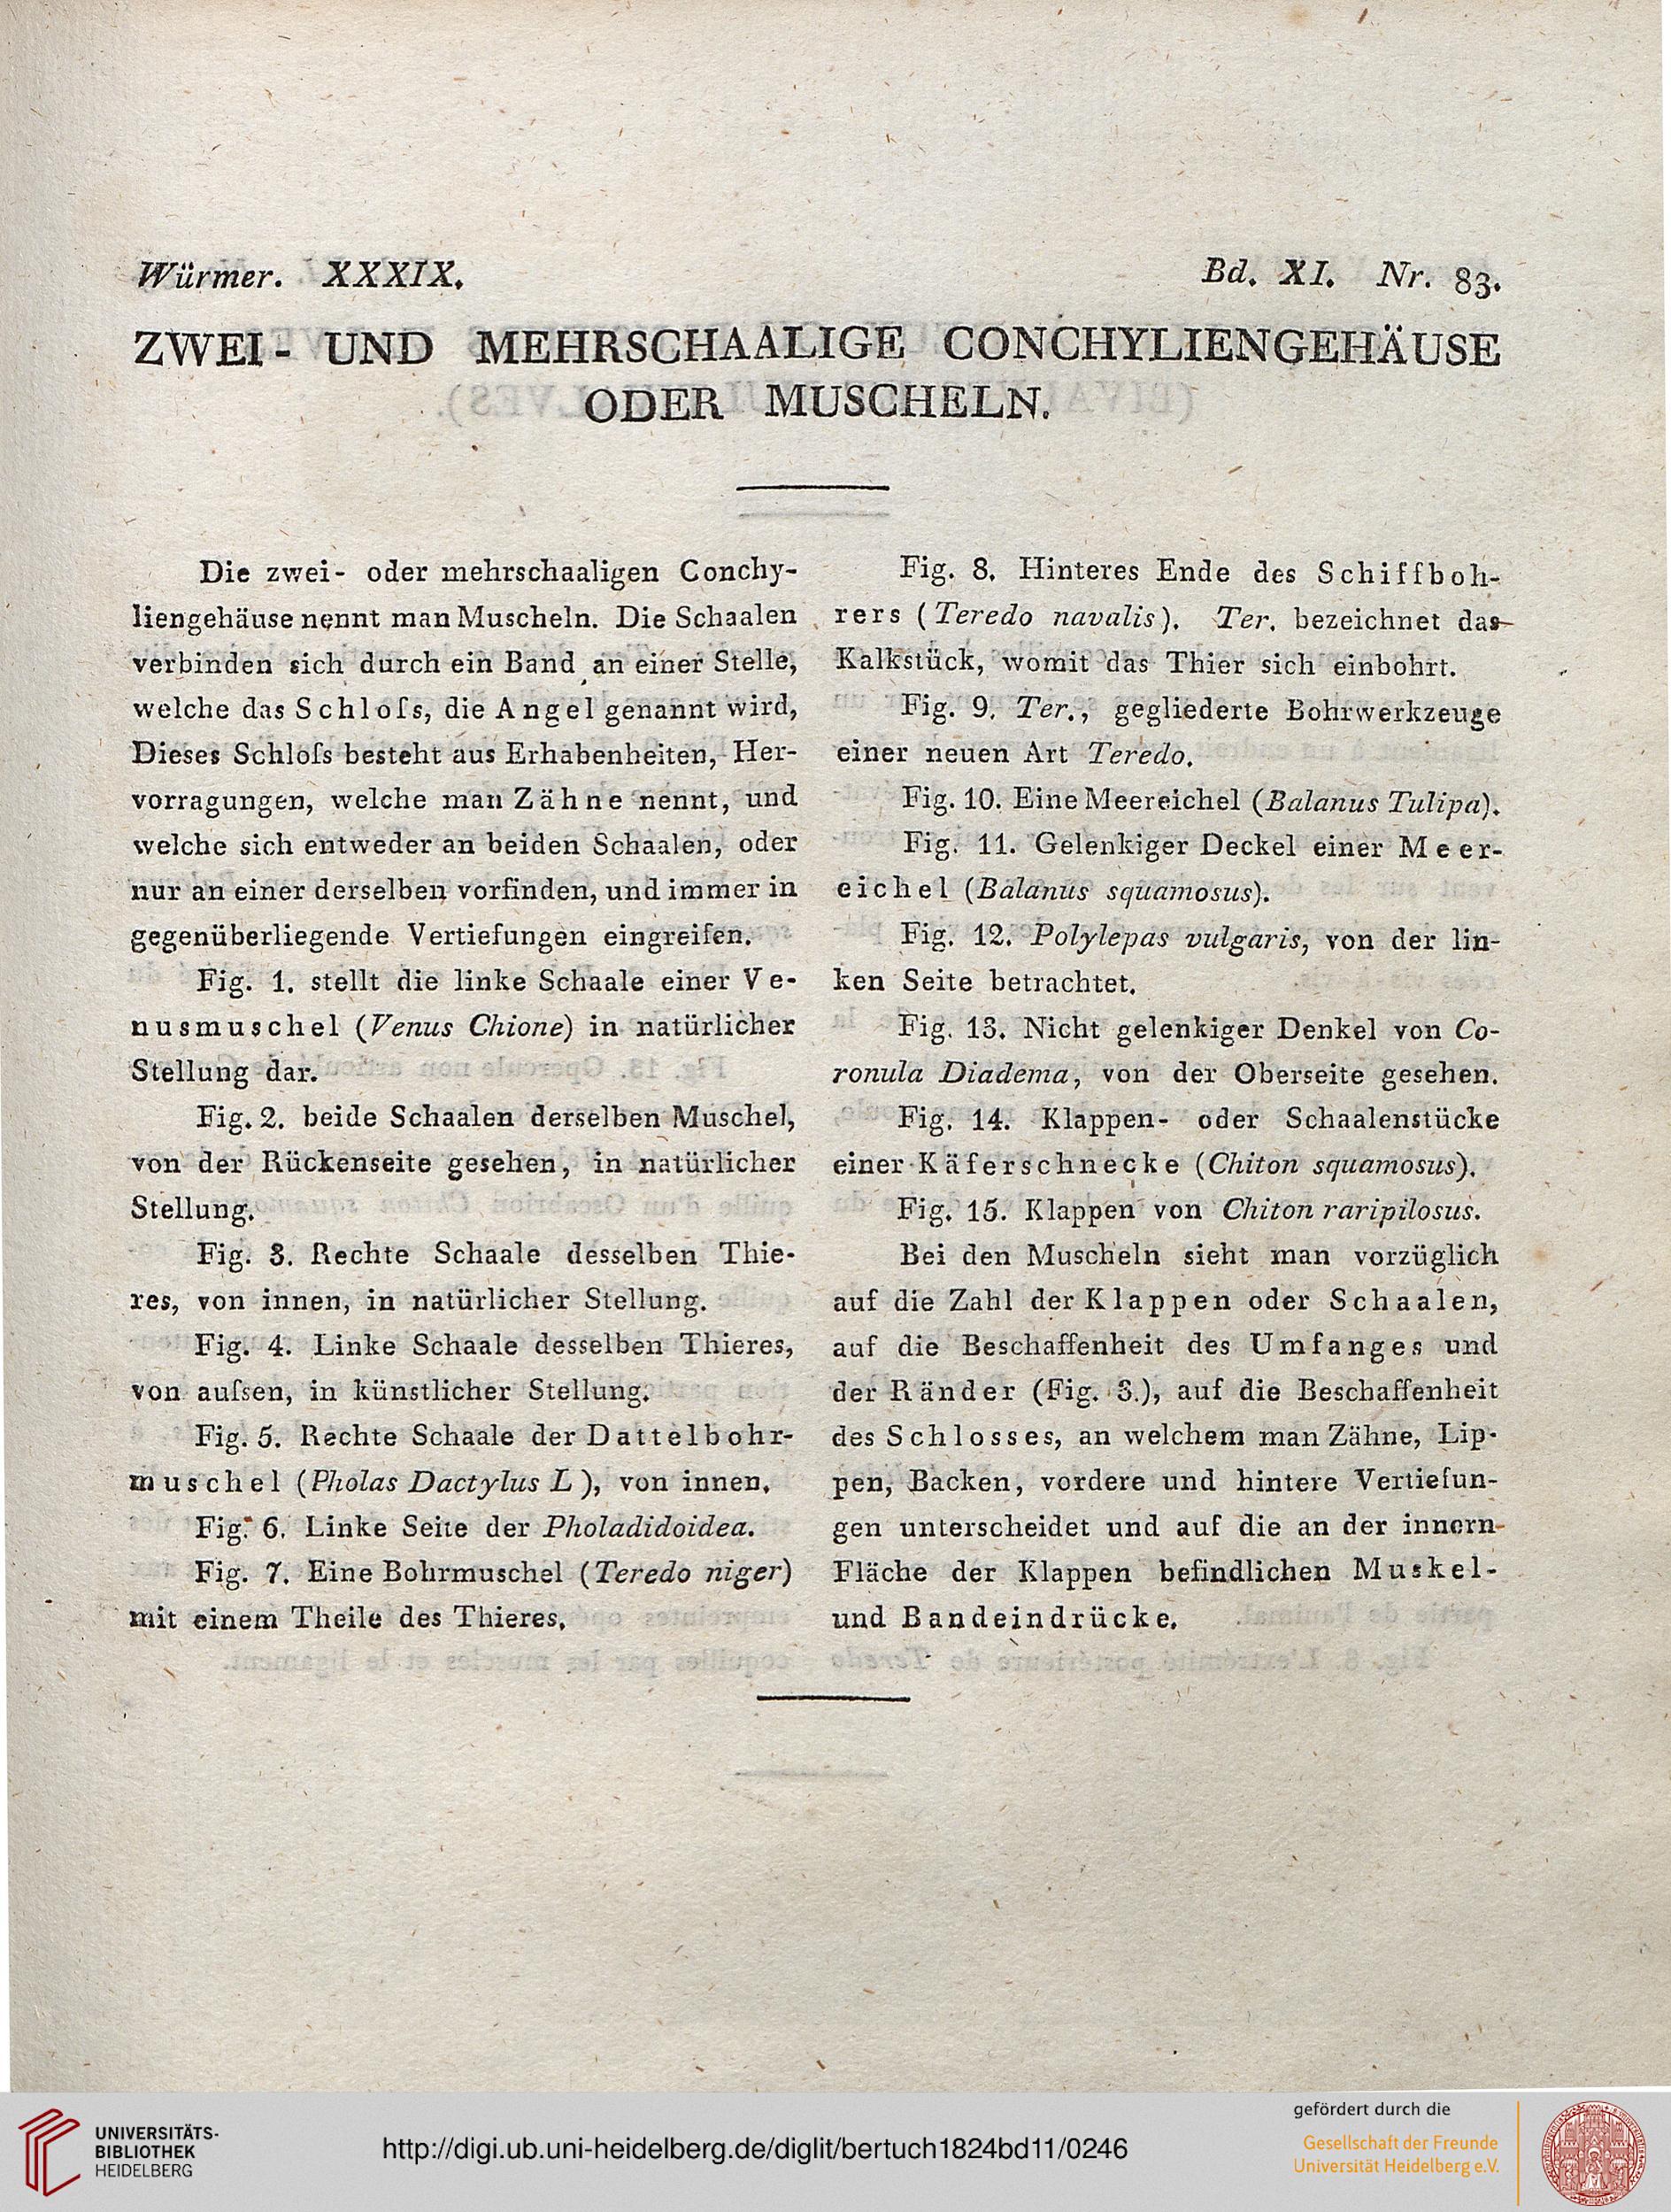 Würmer. XXXIX. Bd. XI. Nr. 83.
ZWEI- UND MEHRSCHAALIGE CONCHYLIENGEHÄUSE
ODER MUSCHELN.
Die zwei- oder mehrschaaligen Conchy-
liengehäuse nennt man Muscheln. Die Schaalen
verbinden sich durch ein Band an einer Stelle,
welche das Schloſs, die Angel genannt wird,
Dieses Schloſs besteht aus Erhabenheiten, Her-
vorragungen, welche man Zähne nennt, und
welche sich entweder an beiden Schaalen, oder
nur an einer derselben vorfinden, und immer in
gegenüberliegende Vertiefungen eingreifen.
Fig. 1. stellt die linke Schaale einer Ve-
nusmuschel (Venus Chione) in natürlicher
Stellung dar.
Fig. 2. beide Schaalen derselben Muschel,
von der Rückenseite gesehen, in natürlicher
Stellung.
Fig. 3. Rechte Schaale desselben Thie-
res, von innen, in natürlicher Stellung.
Fig. 4. Linke Schaale desselben Thieres,
von auſsen, in künstlicher Stellung.
Fig. 5. Rechte Schaale der Dattelbohr-
muschel (Pholas Dactylus L), von innen.
Fig. 6. Linke Seite der Pholadidoidea.
Fig. 7. Eine Bohrmuschel (Teredo niger)
mit einem Theile des Thieres.
Fig. 8. Hinteres Ende des Schiffboh-
rers (Teredo navalis). Ter. bezeichnet das
Kalkstück, womit das Thier sich einbohrt.
Fig. 9. Ter., gegliederte Bohrwerkzeuge
einer neuen Art Teredo.
Fig. 10. Eine Meereichel (Balanus Tulipa).
Fig. 11. Gelenkiger Deckel einer Meer-
eichel (Balanus squamosus).
Fig. 12. Polylepas vulgaris, von der lin-
ken Seite betrachtet.
Fig. 13. Nicht gelenkiger Denkel von Co-
ronula Diadema, von der Oberseite gesehen.
Fig. 14. Klappen- oder Schaalenstücke
einer Käferschnecke (Chiton squamosus).
Fig. 15. Klappen von Chiton raripilosus.
Bei den Muscheln sieht man vorzüglich
auf die Zahl der Klappen oder Schaalen,
auf die Beschaffenheit des Umfanges und
der Ränder (Fig. 3.), auf die Beschaffenheit
des Schlosses, an welchem man Zähne, Lip-
pen, Backen, vordere und hintere Vertiefun-
gen unterscheidet und auf die an der innern
Fläche der Klappen befindlichen Muskel-
und Bandeindrücke.
UNIVERSITÄTS-
BIBLIOTHEK
HEIDELBERG
http://digi.ub.uni-heidelberg.de/diglit/bertuch1824bd11/0246
gefördert durch die
Gesellschaft der Freunde
Universität Heidelberg e.V.